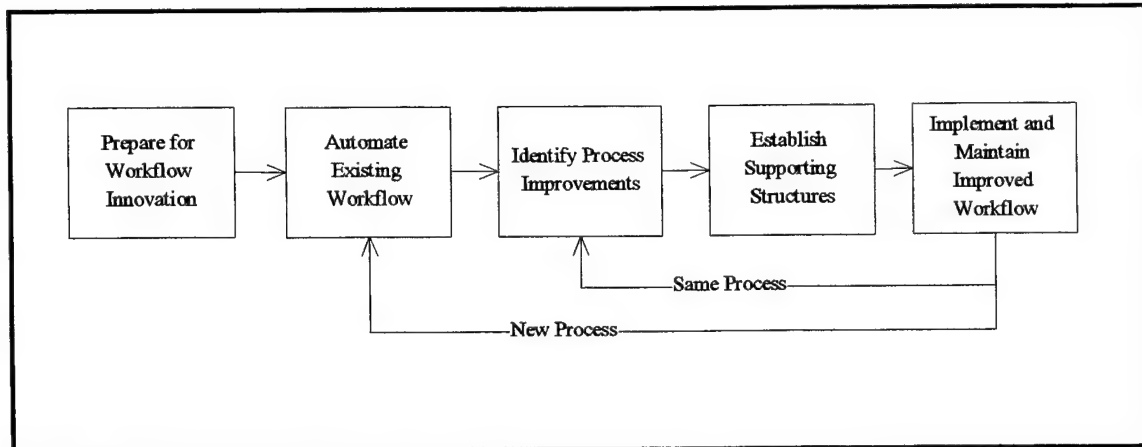 Prepare for
Workflow
Innovation
Automate
Existing
Workflow
Identify Process
Improvements
Establish
Supporting
Structures
Implement and
Maintain
Improved
Workflow
Same Process
New Process